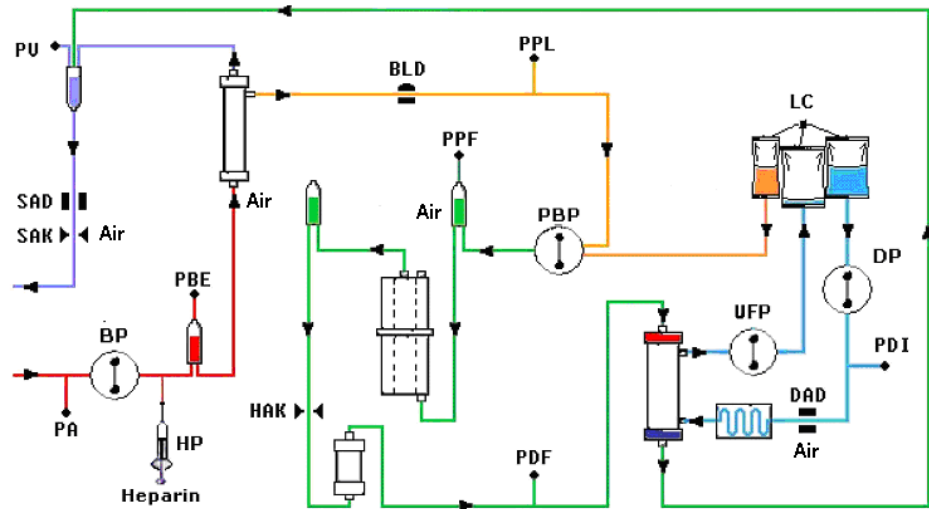 PV
PPL
BLD
LC
PPF
SAD
Air
Air
SAK
Air
PBP
DP
PBE
BP
UFP
PDI
PA
HAK
DAD
HP
Air
PDF
Heparin